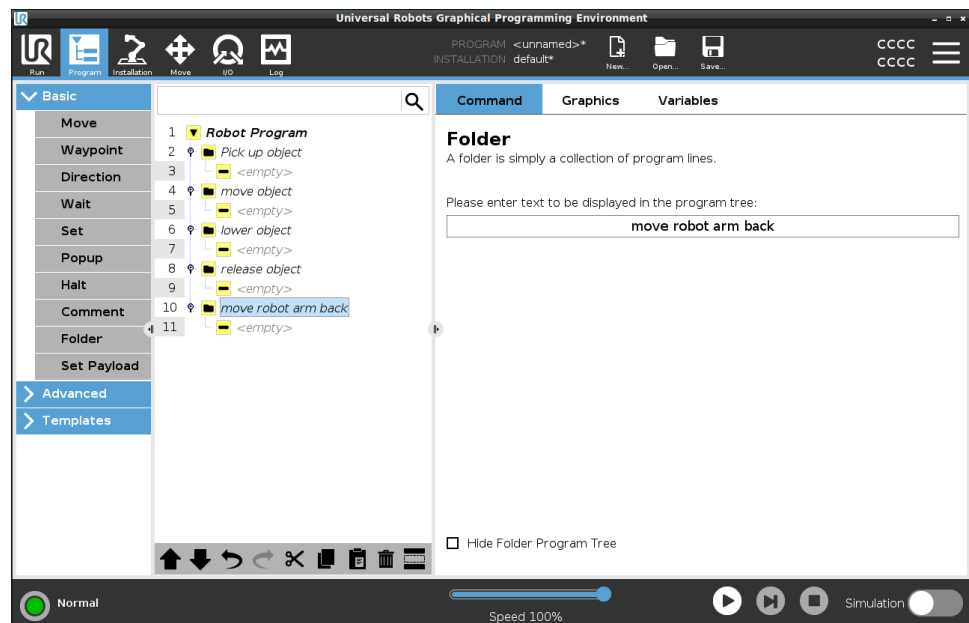 Universal Robots Graphical Programming Environment
UR
Run
Program
Installation
Move
I/O
Log
PROGRAM <unnamed>*
INSTALLATION default*
New...
Open...
Save...
CCCC
CCCC
Basic
Move
Waypoint
Direction
Wait
Set
Popup
Halt
Comment
Folder
Set Payload
Advanced
Templates
1 Robot Program
2 Pick up object
3 <empty>
4 move object
5 <empty>
6 lower object
7 <empty>
8 release object
9 <empty>
10 move robot arm back
11 <empty>
Command Graphics Variables
Folder
A folder is simply a collection of program lines.
Please enter text to be displayed in the program tree:
move robot arm back
Hide Folder Program Tree
Normal
Speed 100%
Simulation